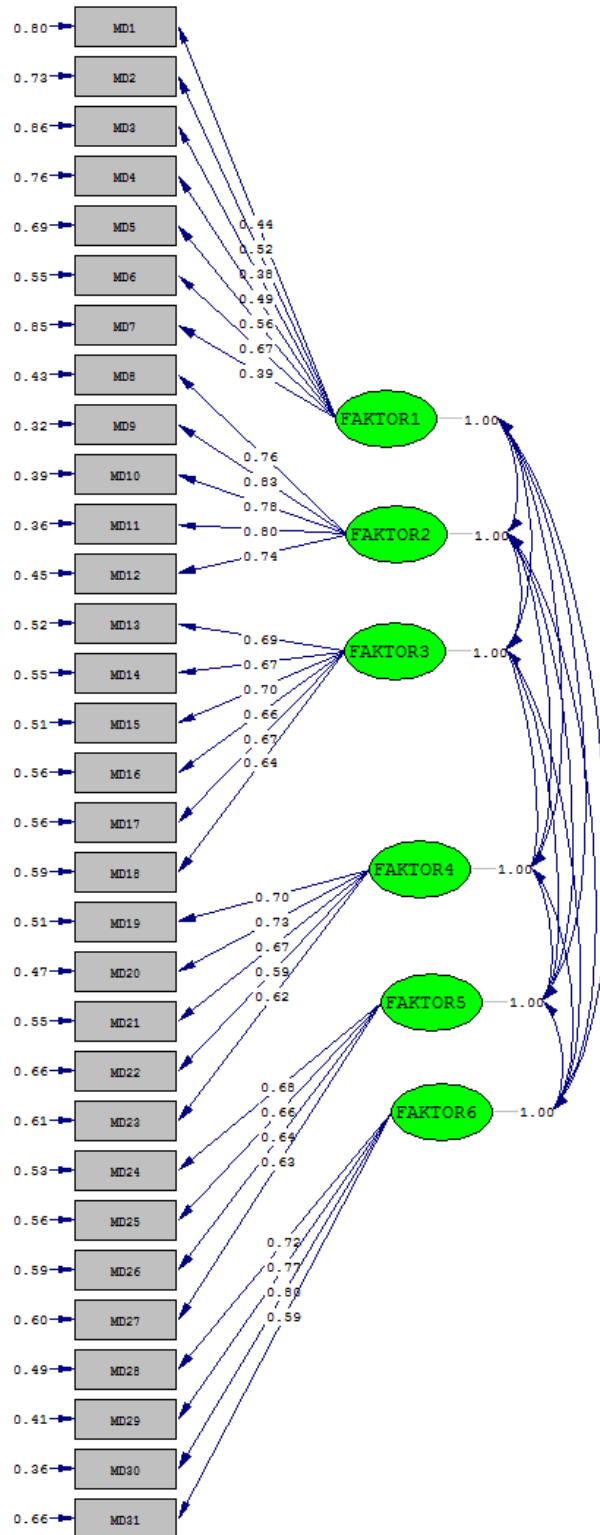 0.80 MD1
0.73 MD2
0.86 MD3
0.76 MD4
0.69 MD5
0.55 MD6
0.85 MD7
0.43 MD8
0.32 MD9
0.39 MD10
0.36 MD11
0.45 MD12
0.52 MD13
0.55 MD14
0.51 MD15
0.56 MD16
0.56 MD17
0.59 MD18
0.51 MD19
0.47 MD20
0.55 MD21
0.66 MD22
0.61 MD23
0.53 MD24
0.56 MD25
0.59 MD26
0.60 MD27
0.49 MD28
0.41 MD29
0.36 MD30
0.66 MD31
0.44
0.52
0.38
0.49
0.56
0.67
0.39
FAKTOR1 1.00
0.76
0.83
0.78
0.80
0.74
FAKTOR2 1.00
0.69
0.67
0.70
0.66
0.67
0.64
FAKTOR3 1.00
0.70
0.73
0.67
0.59
0.62
FAKTOR4 1.00
0.68
0.66
0.64
0.63
FAKTOR5 1.00
0.72
0.77
0.80
0.59
FAKTOR6 1.00